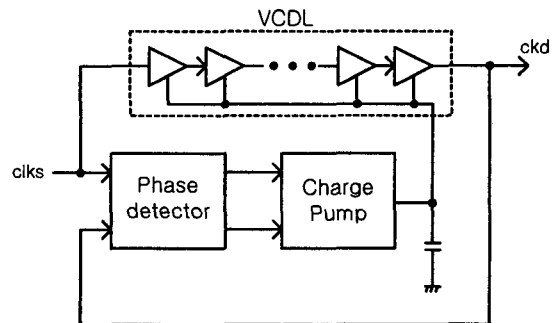 VCDL
ckd
clks
Phase
detector
Charge
Pump